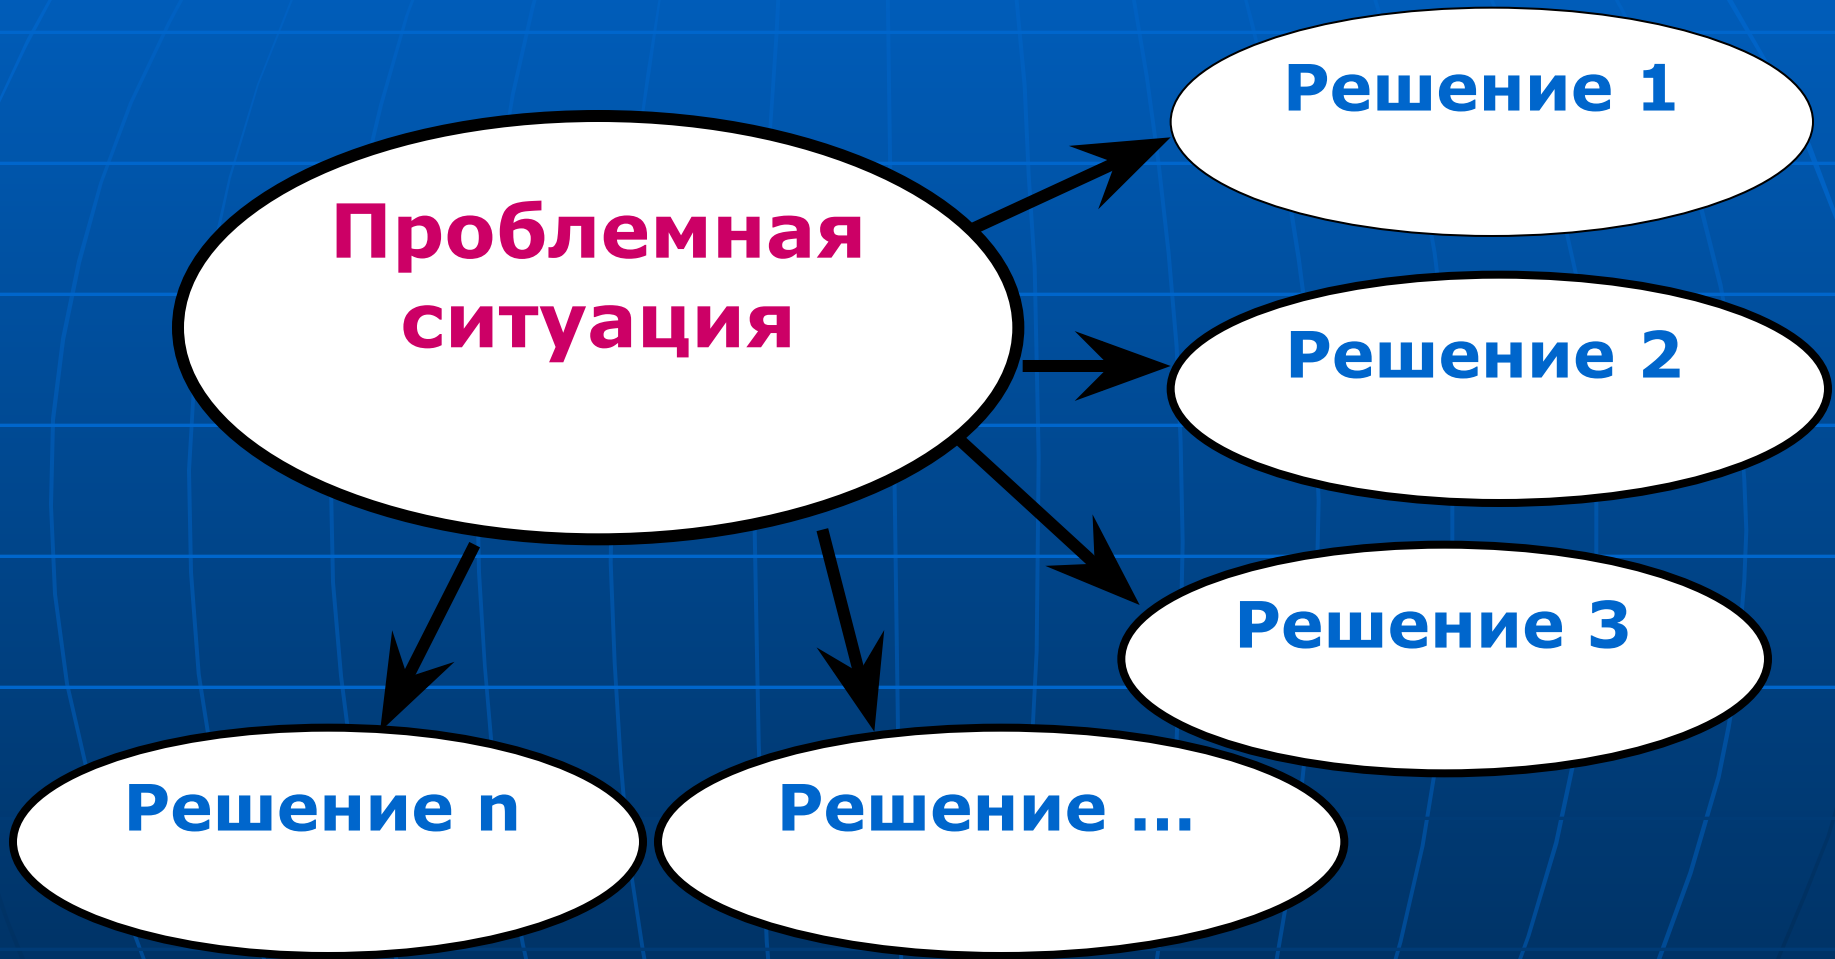 Проблемная
ситуация
Решение 1
Решение 2
Решение 3
Решение ...
Решение n